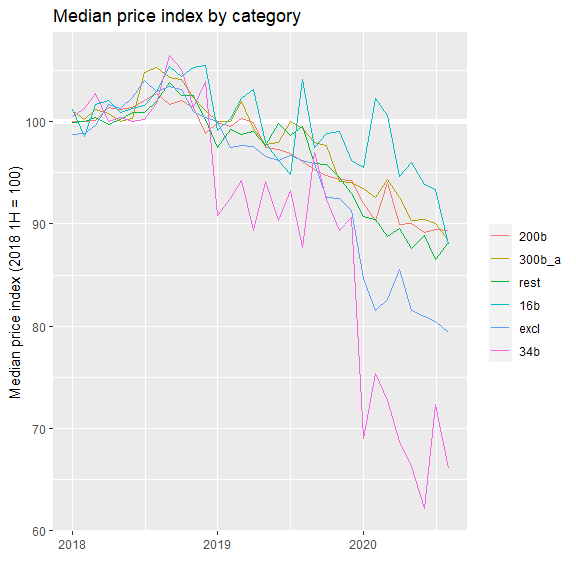 Median price index by category
Median price index (2018 1H = 100)
100
90
80
70
60
2018
2019
2020
200b
300b_a
rest
16b
excl
34b